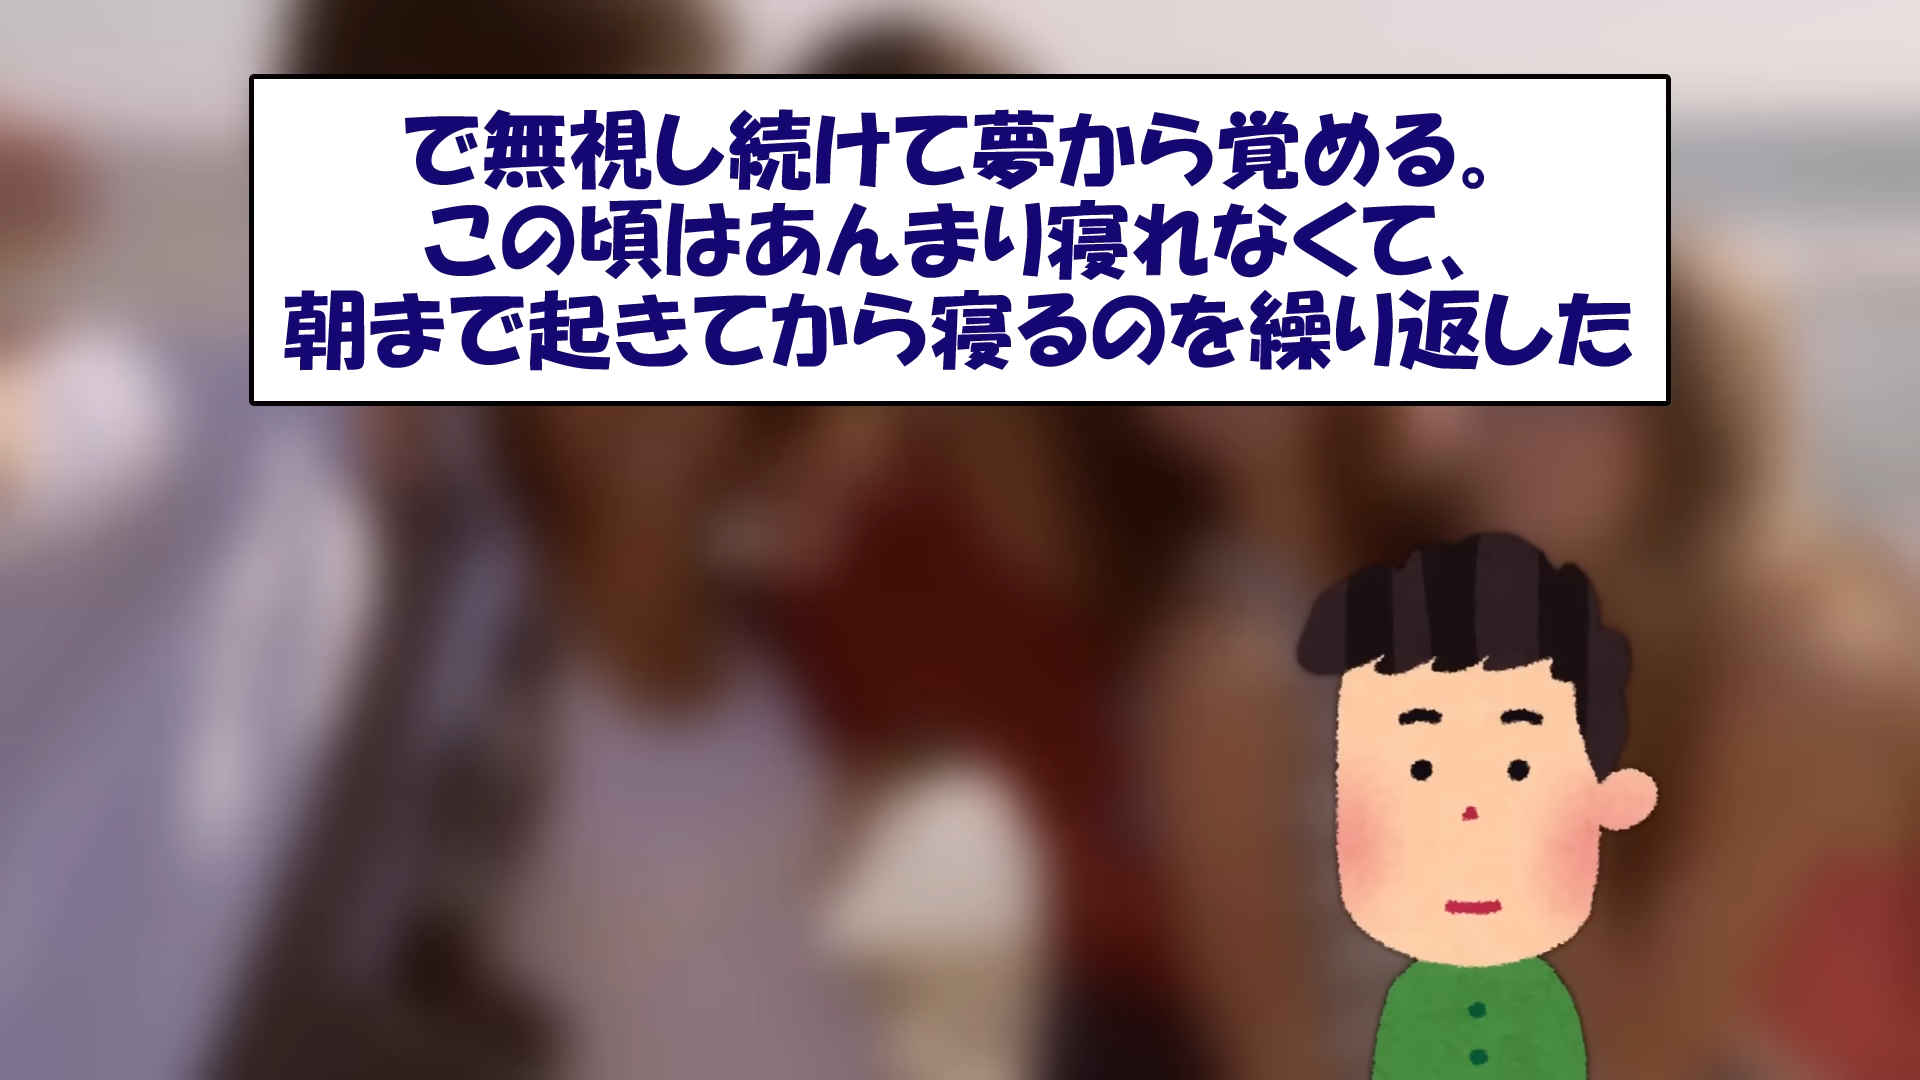 で無視し続けて夢から覚める。
この頃はあんまり寝れなくて、
朝まで起きてから寝るのを繰り返した